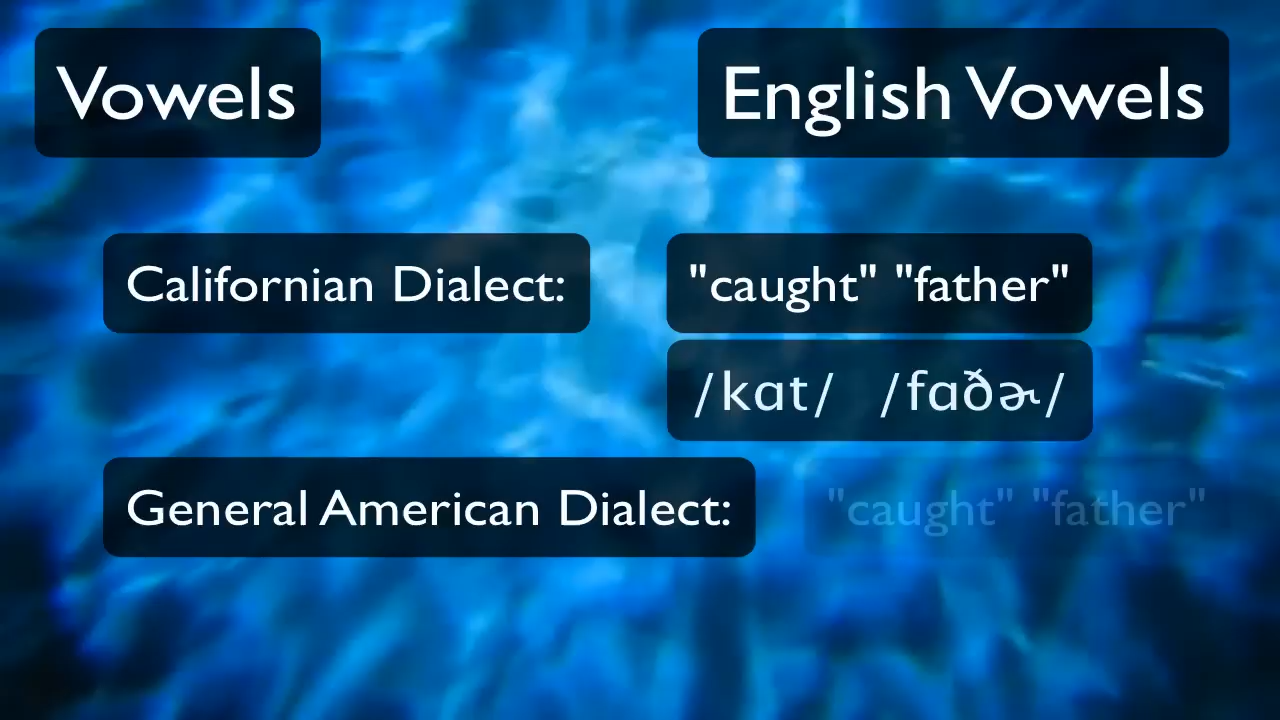 Vowels
English Vowels
Californian Dialect:
"caught" "father"
/kɑt/ /fɑðɚ/
General American Dialect:
"caught" "father"